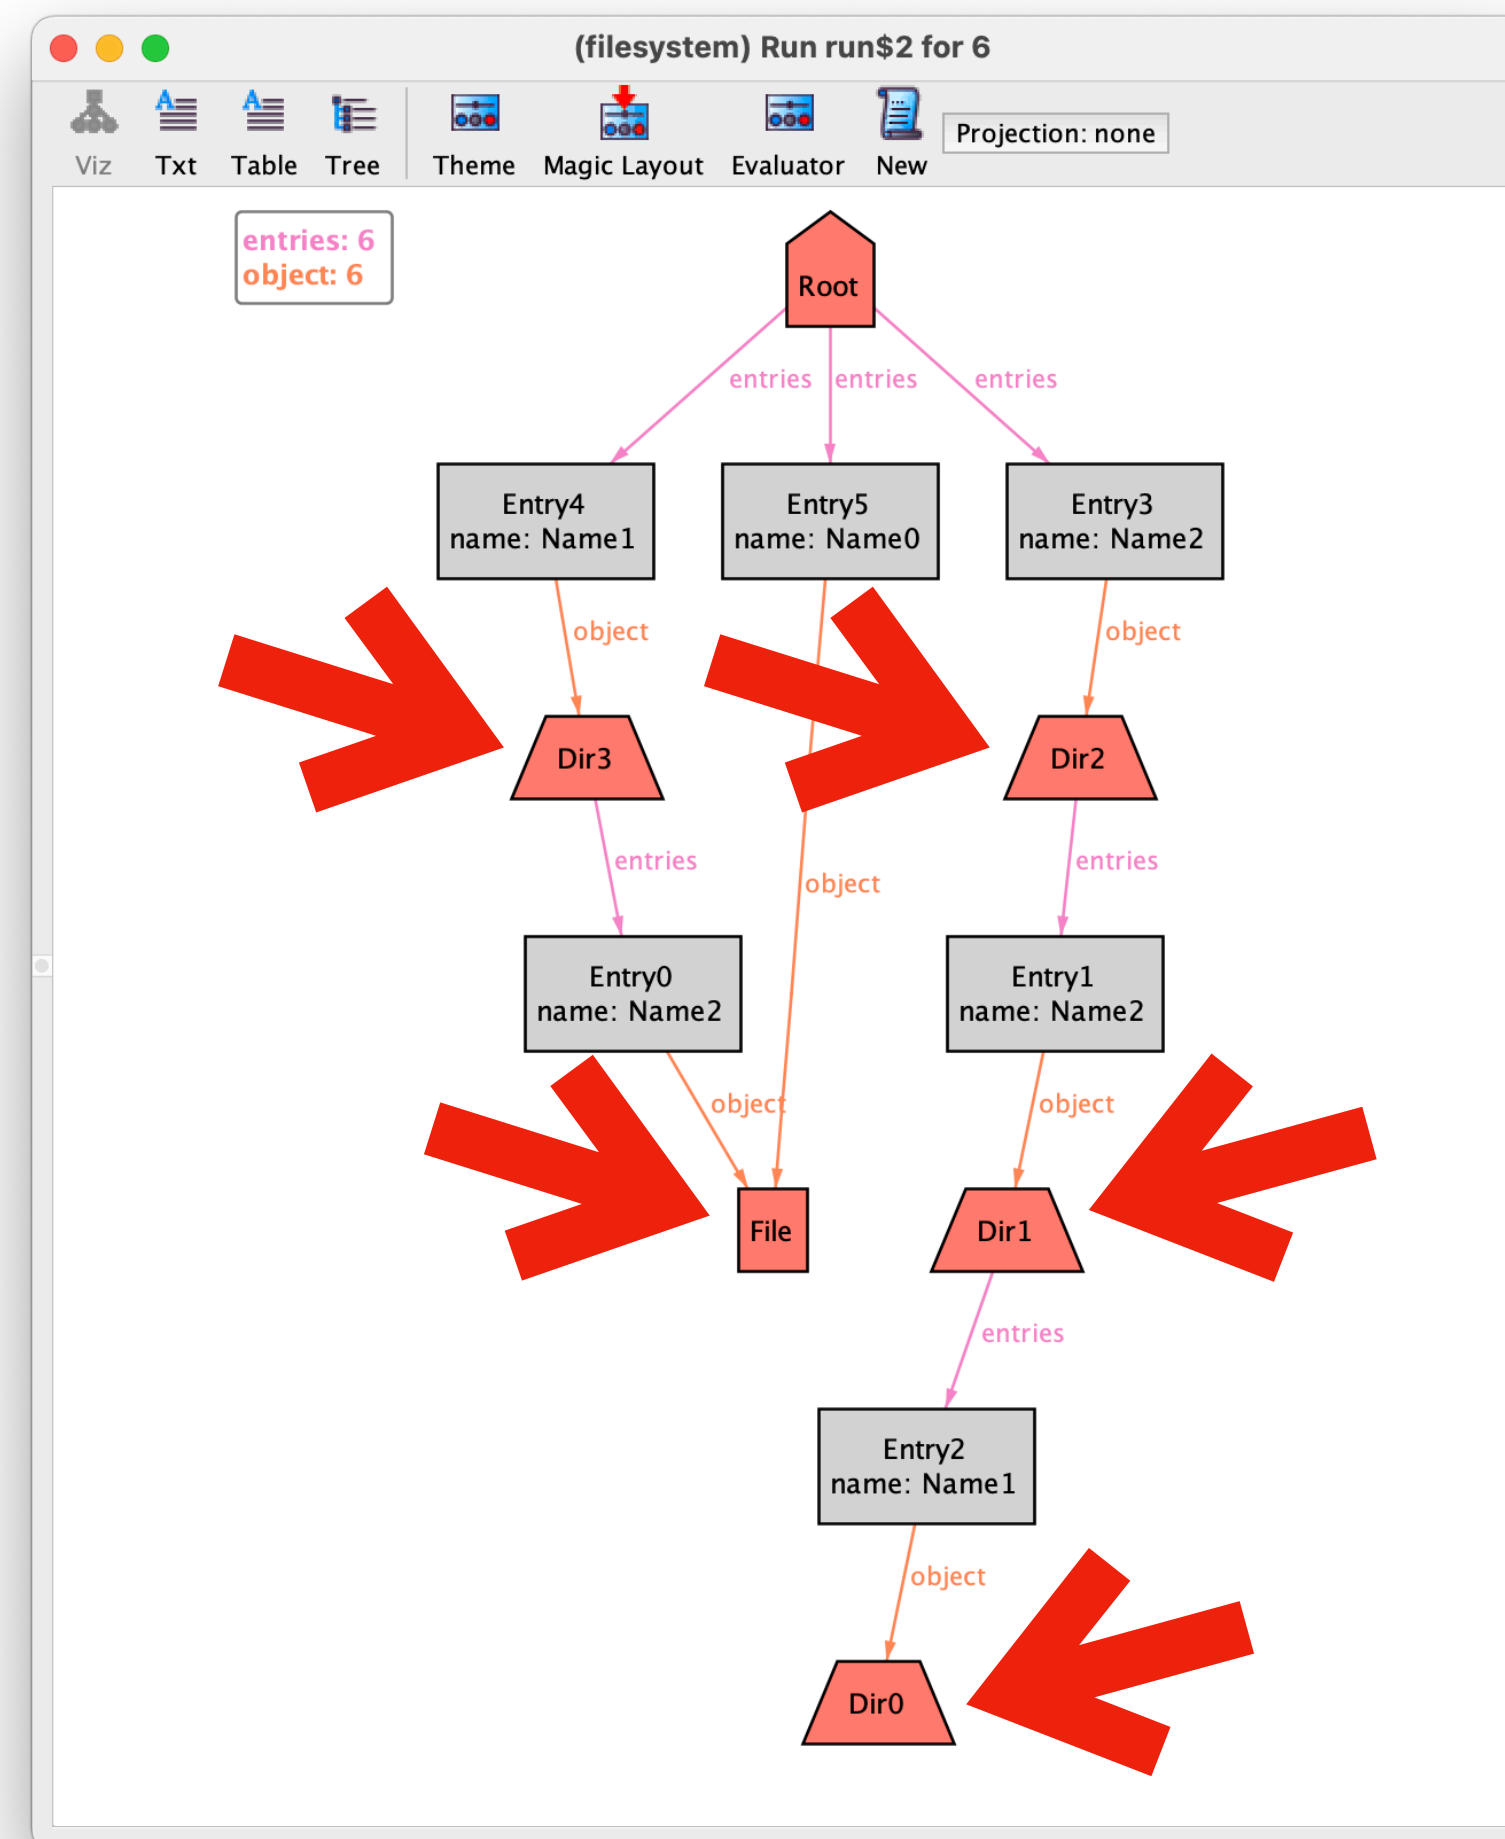 (filesystem) Run run$2 for 6
Viz Txt Table Tree Theme Magic Layout Evaluator New Projection: none
entries: 6
object: 6
Root
entries entries entries
Entry4
name: Name1
Entry5
name: Name0
Entry3
name: Name2
object object
Dir3 Dir2
entries entries
object
Entry0
name: Name2
Entry1
name: Name2
object object
File Dir1
entries
Entry2
name: Name1
object
Dir0